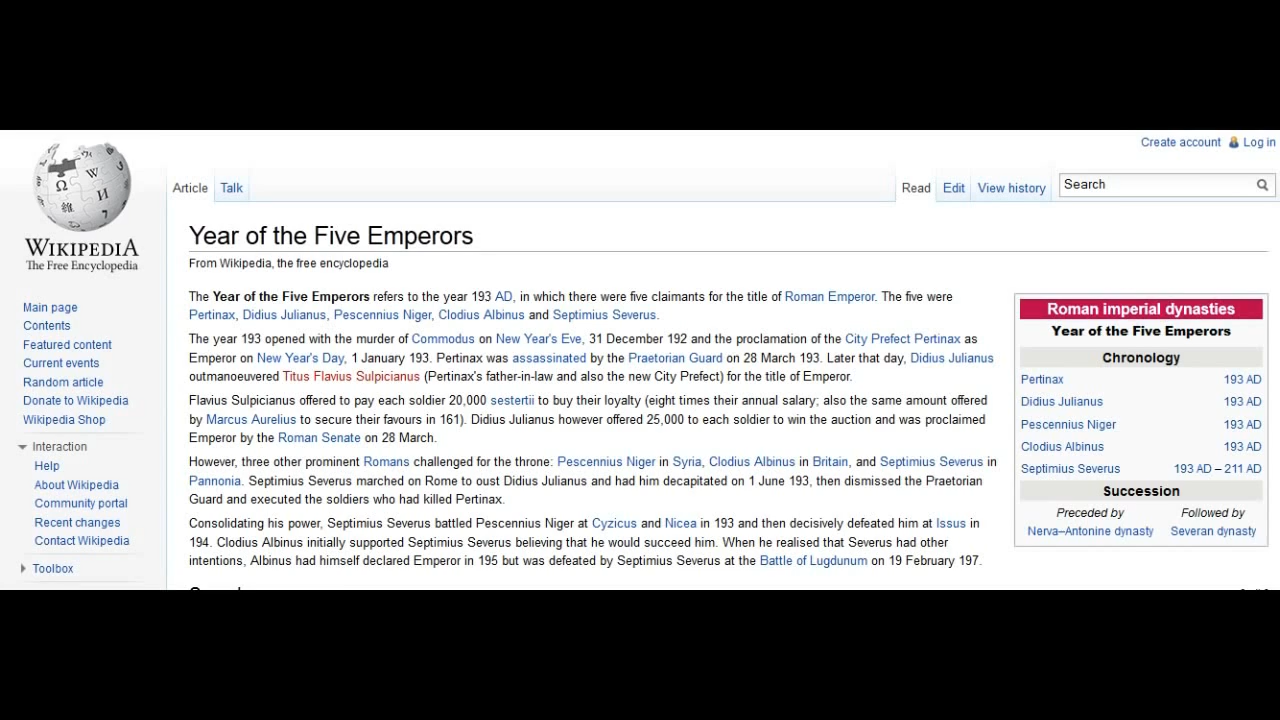 Create account Log in
Article Talk Read Edit View history Search
WIKIPEDIA
The Free Encyclopedia
Main page
Contents
Featured content
Current events
Random article
Donate to Wikipedia
Wikipedia Shop
Interaction
Help
About Wikipedia
Community portal
Recent changes
Contact Wikipedia
Toolbox
Year of the Five Emperors
From Wikipedia, the free encyclopedia
The Year of the Five Emperors refers to the year 193 AD, in which there were five claimants for the title of Roman Emperor. The five were
Pertinax, Didius Julianus, Pescennius Niger, Clodius Albinus and Septimius Severus.
The year 193 opened with the murder of Commodus on New Year's Eve, 31 December 192 and the proclamation of the City Prefect Pertinax as
Emperor on New Year's Day, 1 January 193. Pertinax was assassinated by the Praetorian Guard on 28 March 193. Later that day, Didius Julianus
outmanoeuvered Titus Flavius Sulpicianus (Pertinax's father-in-law and also the new City Prefect) for the title of Emperor.
Flavius Sulpicianus offered to pay each soldier 20,000 sestertii to buy their loyalty (eight times their annual salary; also the same amount offered
by Marcus Aurelius to secure their favours in 161). Didius Julianus however offered 25,000 to each soldier to win the auction and was proclaimed
Emperor by the Roman Senate on 28 March.
However, three other prominent Romans challenged for the throne: Pescennius Niger in Syria, Clodius Albinus in Britain, and Septimius Severus in
Pannonia. Septimius Severus marched on Rome to oust Didius Julianus and had him decapitated on 1 June 193, then dismissed the Praetorian
Guard and executed the soldiers who had killed Pertinax.
Consolidating his power, Septimius Severus battled Pescennius Niger at Cyzicus and Nicea in 193 and then decisively defeated him at Issus in
194. Clodius Albinus initially supported Septimius Severus believing that he would succeed him. When he realised that Severus had other
intentions, Albinus had himself declared Emperor in 195 but was defeated by Septimius Severus at the Battle of Lugdunum on 19 February 197.
Roman imperial dynasties
Year of the Five Emperors
Chronology
Pertinax 193 AD
Didius Julianus 193 AD
Pescennius Niger 193 AD
Clodius Albinus 193 AD
Septimius Severus 193 AD – 211 AD
Succession
Preceded by Followed by
Nerva–Antonine dynasty Severan dynasty